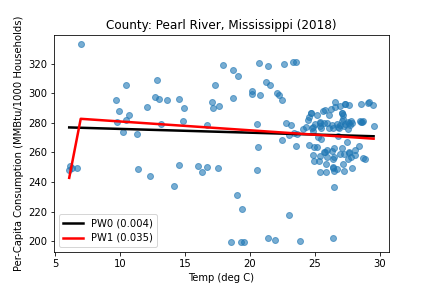 County: Pearl River, Mississippi (2018)
Per-Capita Consumption (MMBtu/1000 Households)
320
300
280
260
240
220
200
PW0 (0.004)
PW1 (0.035)
5
10
15
20
25
30
Temp (deg C)